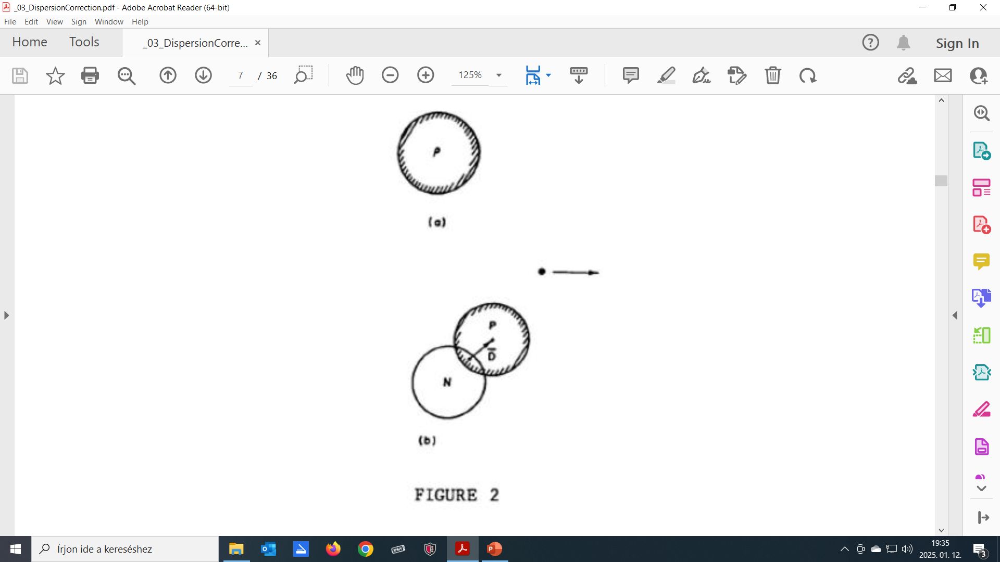 _03_DispersionCorrection.pdf - Adobe Acrobat Reader (64-bit)
File Edit View Sign Window Help
Home Tools _03_DispersionCorre... × Sign In
7 / 36 125%
P
(a)
P
D
N
(b)
FIGURE 2
Írjon ide a kereséshez
19:35
2025. 01. 12.
3